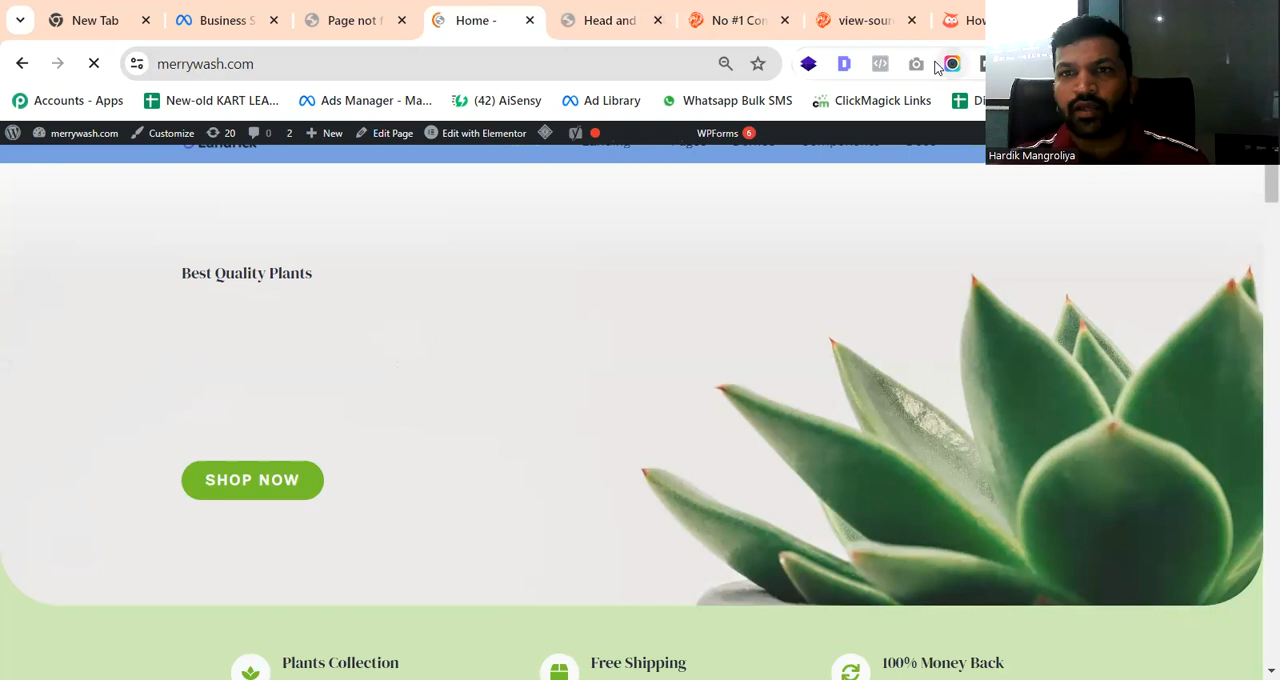 New Tab
Business S
Page not f
Home -
Head and
No #1 Con
view-sour
How
merrywash.com
Accounts - Apps
New-old KART LEA...
Ads Manager - Ma...
(42) AiSensy
Ad Library
Whatsapp Bulk SMS
ClickMagick Links
merrywash.com
Customize
20
0
2
New
Edit Page
Edit with Elementor
WPForms 6
Hardik Mangroliya
Best Quality Plants
SHOP NOW
Plants Collection
Free Shipping
100% Money Back